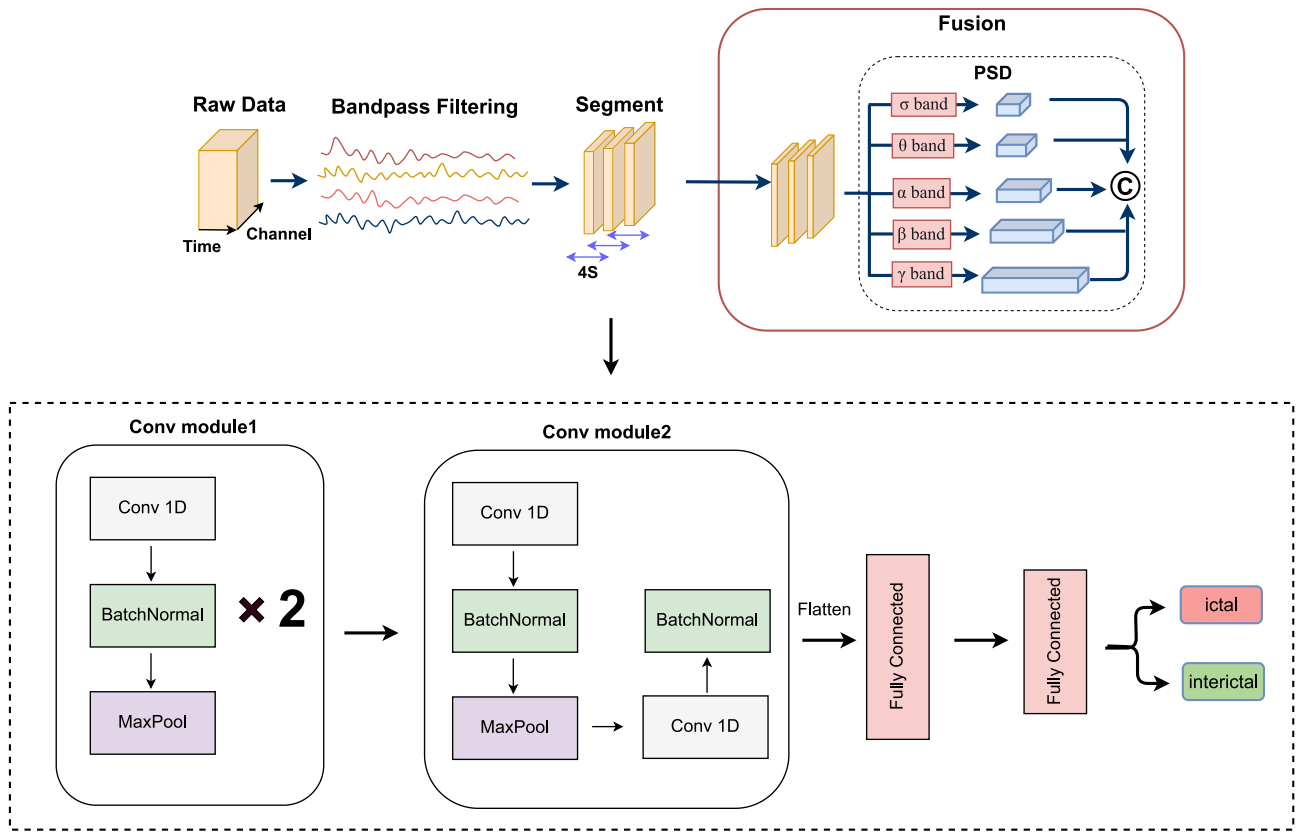 Fusion
PSD
Raw Data
Bandpass Filtering
Segment
σ band
θ band
α band
β band
γ band
C
Time
Channel
4S
Conv module1
Conv module2
Conv 1D
BatchNormal
MaxPool
× 2
Conv 1D
BatchNormal
MaxPool
BatchNormal
Conv 1D
Flatten
Fully Connected
Fully Connected
ictal
interictal